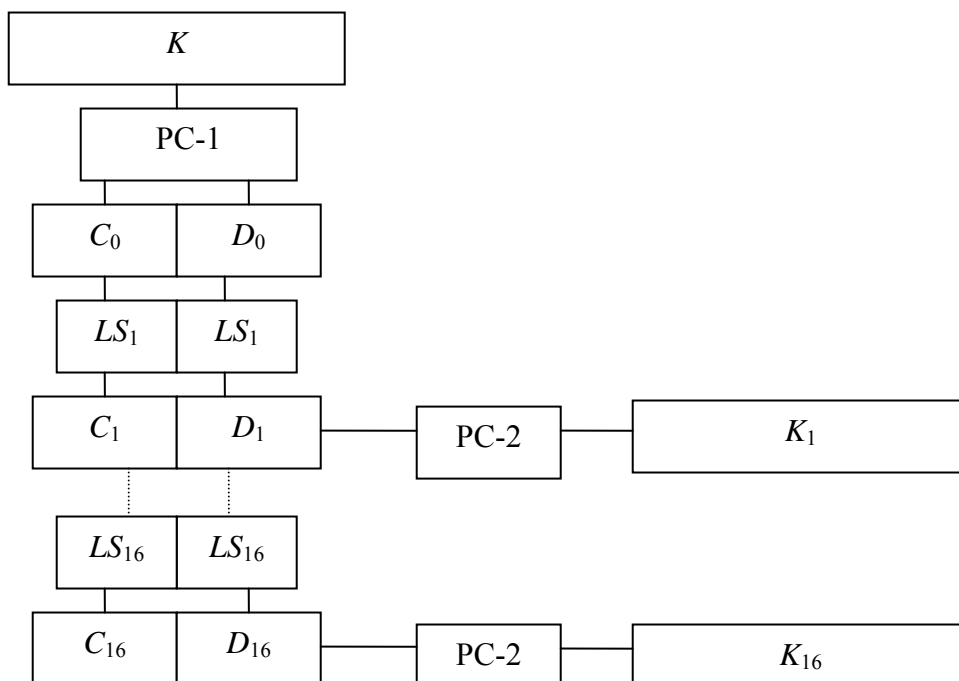 K
PC-1
C₀ D₀
LS₁ LS₁
C₁ D₁ PC-2 K₁
LS₁₆ LS₁₆
C₁₆ D₁₆ PC-2 K₁₆